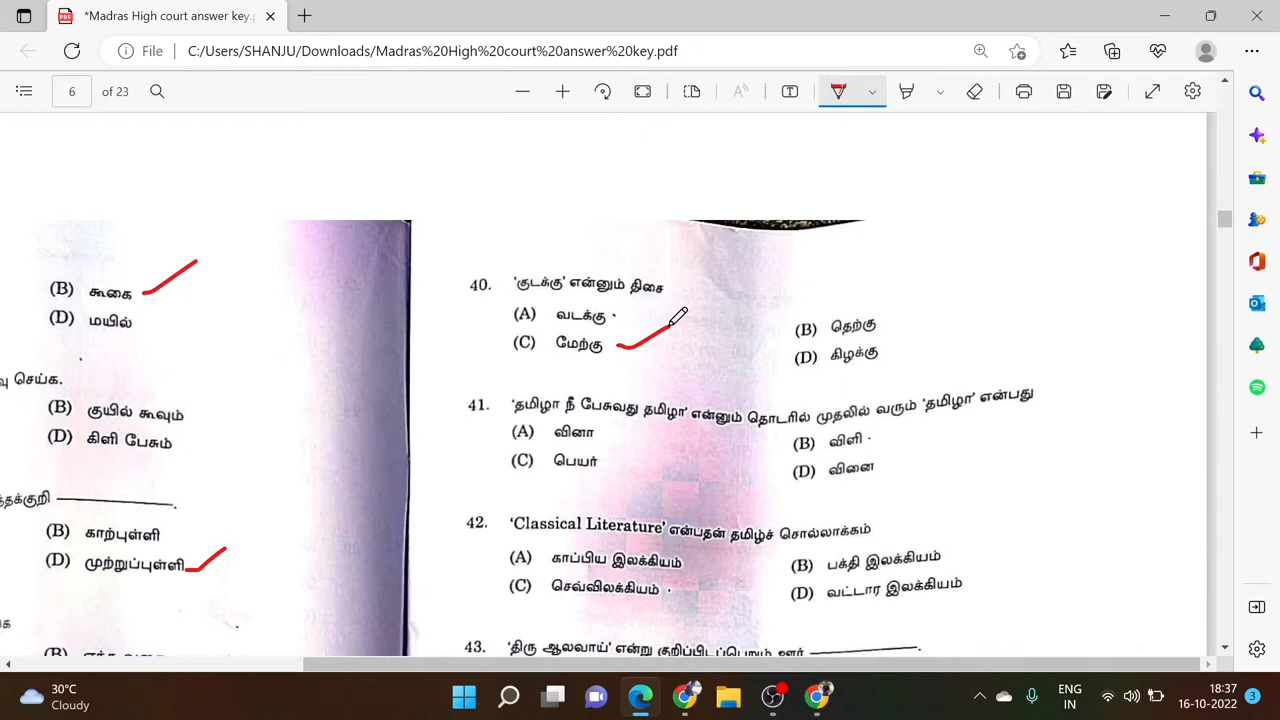 *Madras High court answer key.p
File
C:/Users/SHANJU/Downloads/Madras%20High%20court%20answer%20key.pdf
6 of 23
(B) கூகை
(D) மயில்
வு செய்க.
(B) குயில் கூவும்
(D) கிளி பேசும்
ந்தக்குறி
(B) காற்புள்ளி
(D) முற்றுப்புள்ளி
(B)
40. 'குடக்கு' என்னும் திசை
(A) வடக்கு
(B) தெற்கு
(C) மேற்கு
(D) கிழக்கு
41. 'தமிழா நீ பேசுவது தமிழா' என்னும் தொடரில் முதலில் வரும் 'தமிழா' என்பது
(A) வினா
(B) விளி
(C) பெயர்
(D) வினை
42. 'Classical Literature' என்பதன் தமிழ்ச் சொல்லாக்கம்
(A) காப்பிய இலக்கியம்
(B) பக்தி இலக்கியம்
(C) செவ்விலக்கியம்
(D) வட்டார இலக்கியம்
43. 'திரு ஆலவாய்' என்று குறிப்பிடப்பெறும் ஊர்
30°C
Cloudy
ENG
IN
18:37
16-10-2022
3